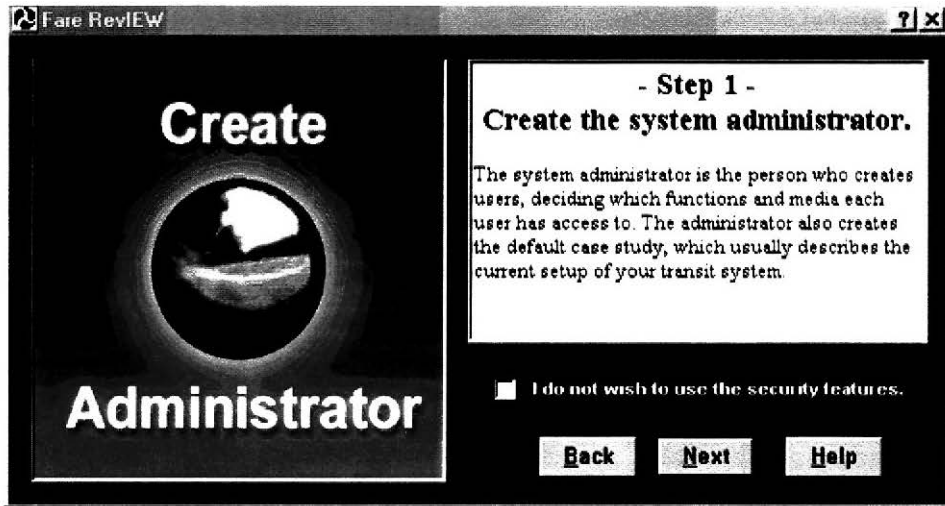 Fare RevIEW
? X
Create
Administrator
- Step 1 -
Create the system administrator.
The system administrator is the person who creates
users, deciding which functions and media each
user has access to. The administrator also creates
the default case study, which usually describes the
current setup of your transit system.
I do not wish to use the security features.
Back Next Help